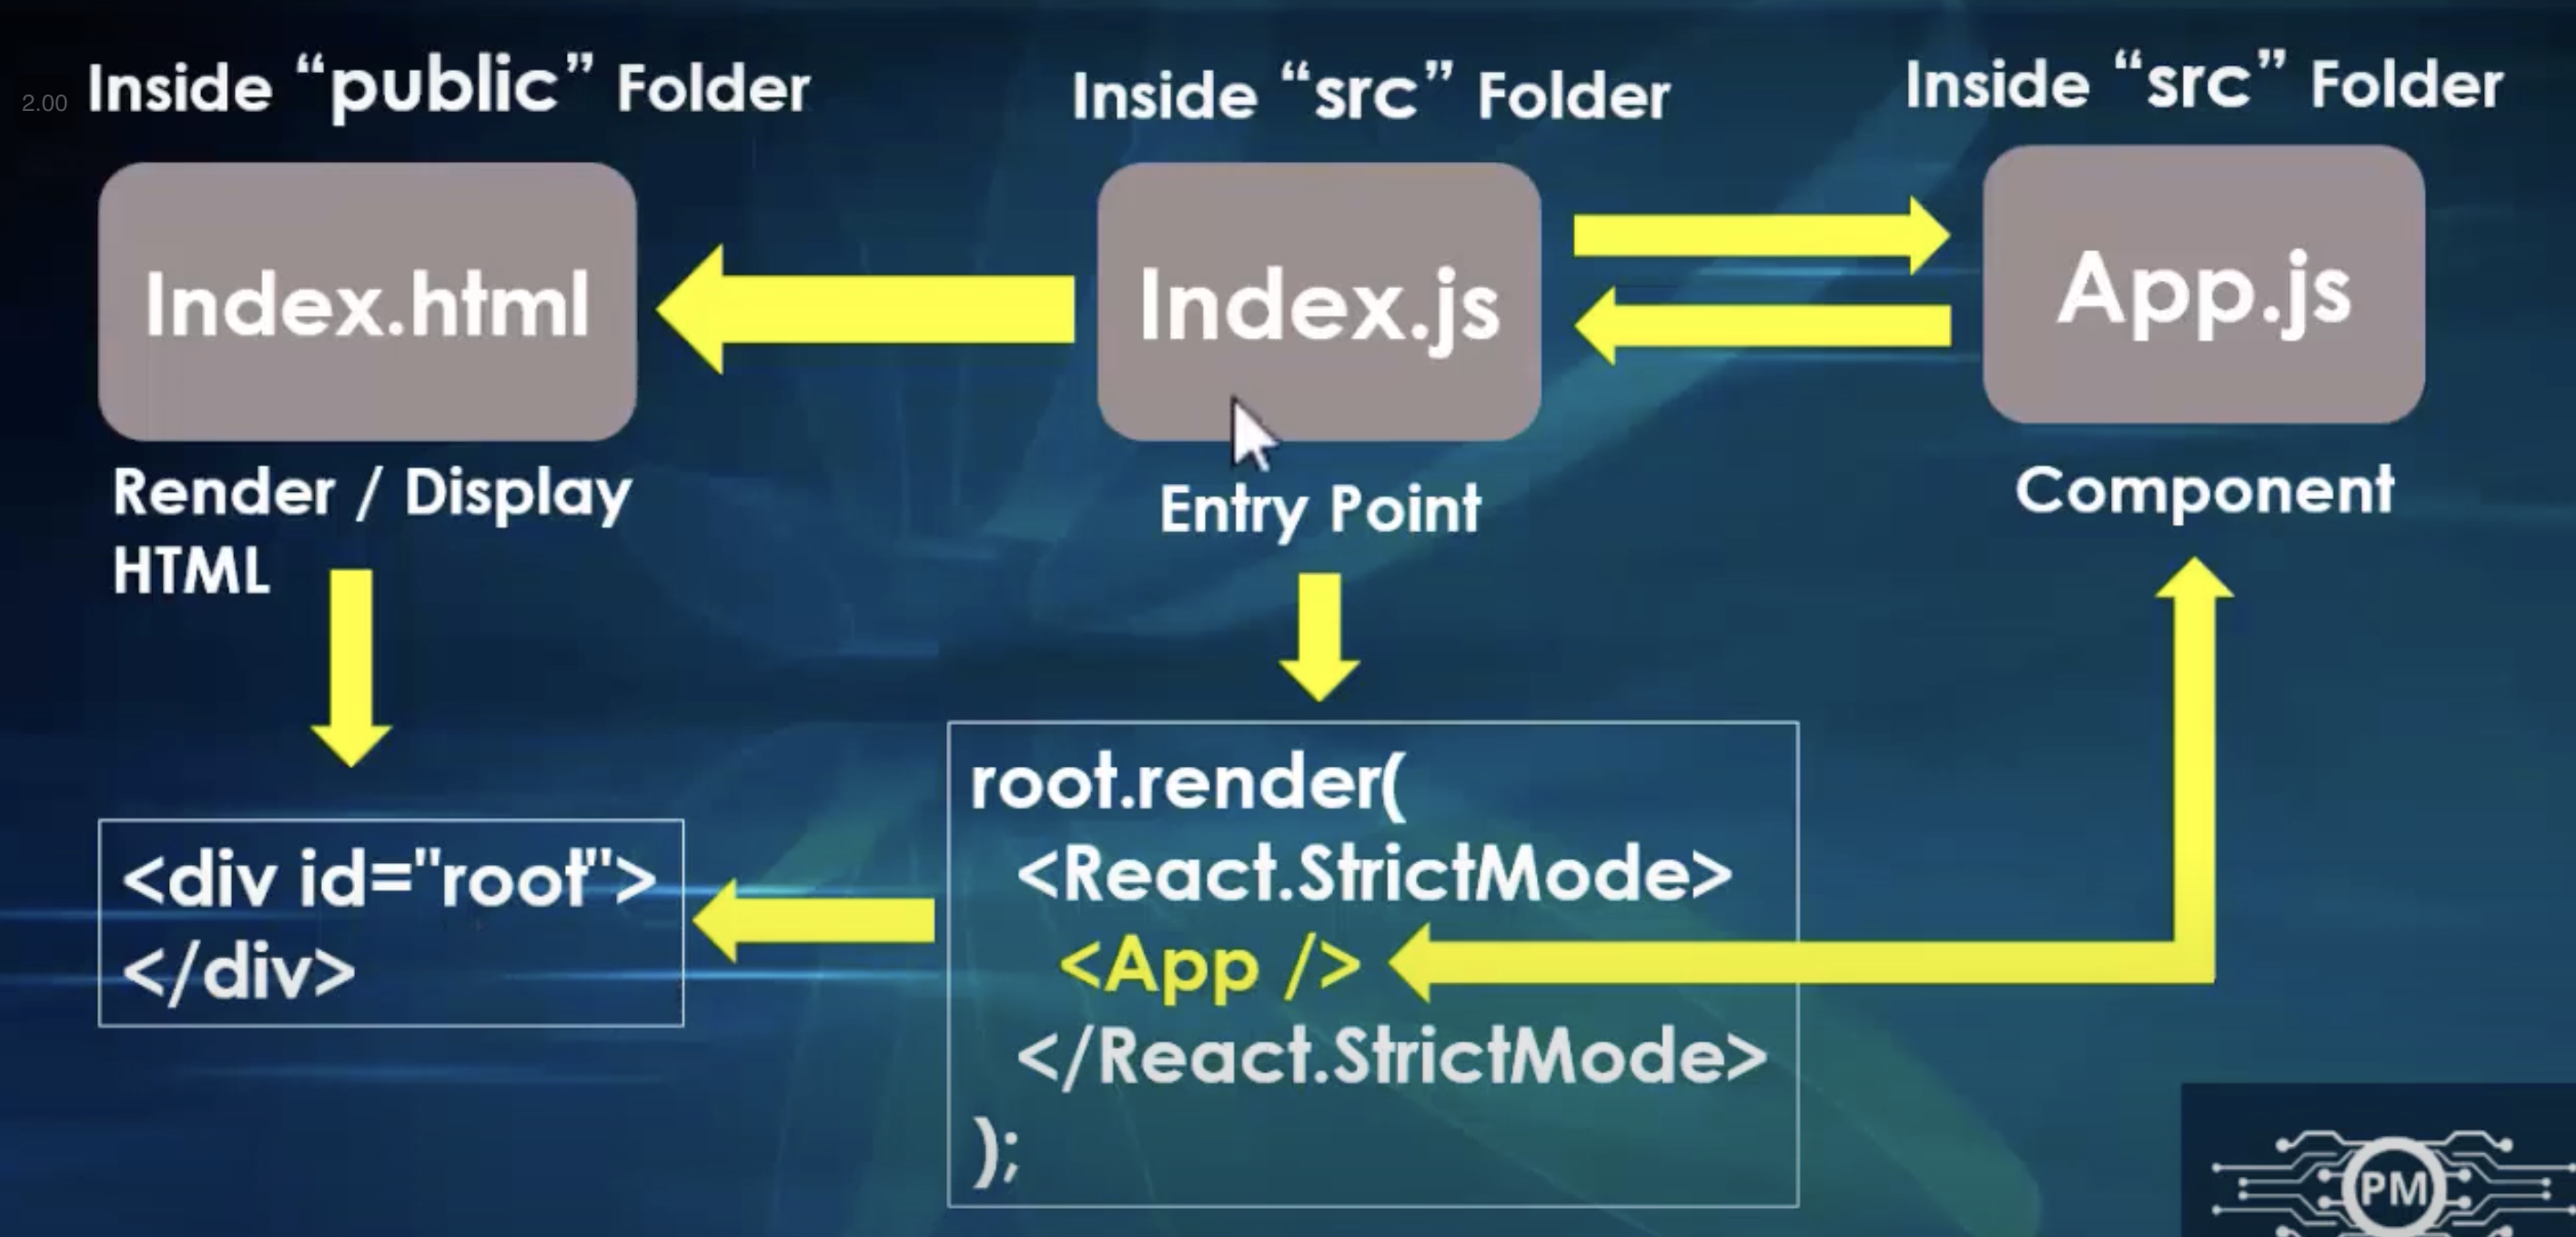 2.00
Inside “public” Folder
Inside “src” Folder
Inside “src” Folder
Index.html
Index.js
App.js
Render / Display
HTML
Entry Point
Component
<div id="root">
</div>
root.render(
<React.StrictMode>
<App />
</React.StrictMode>
);
PM